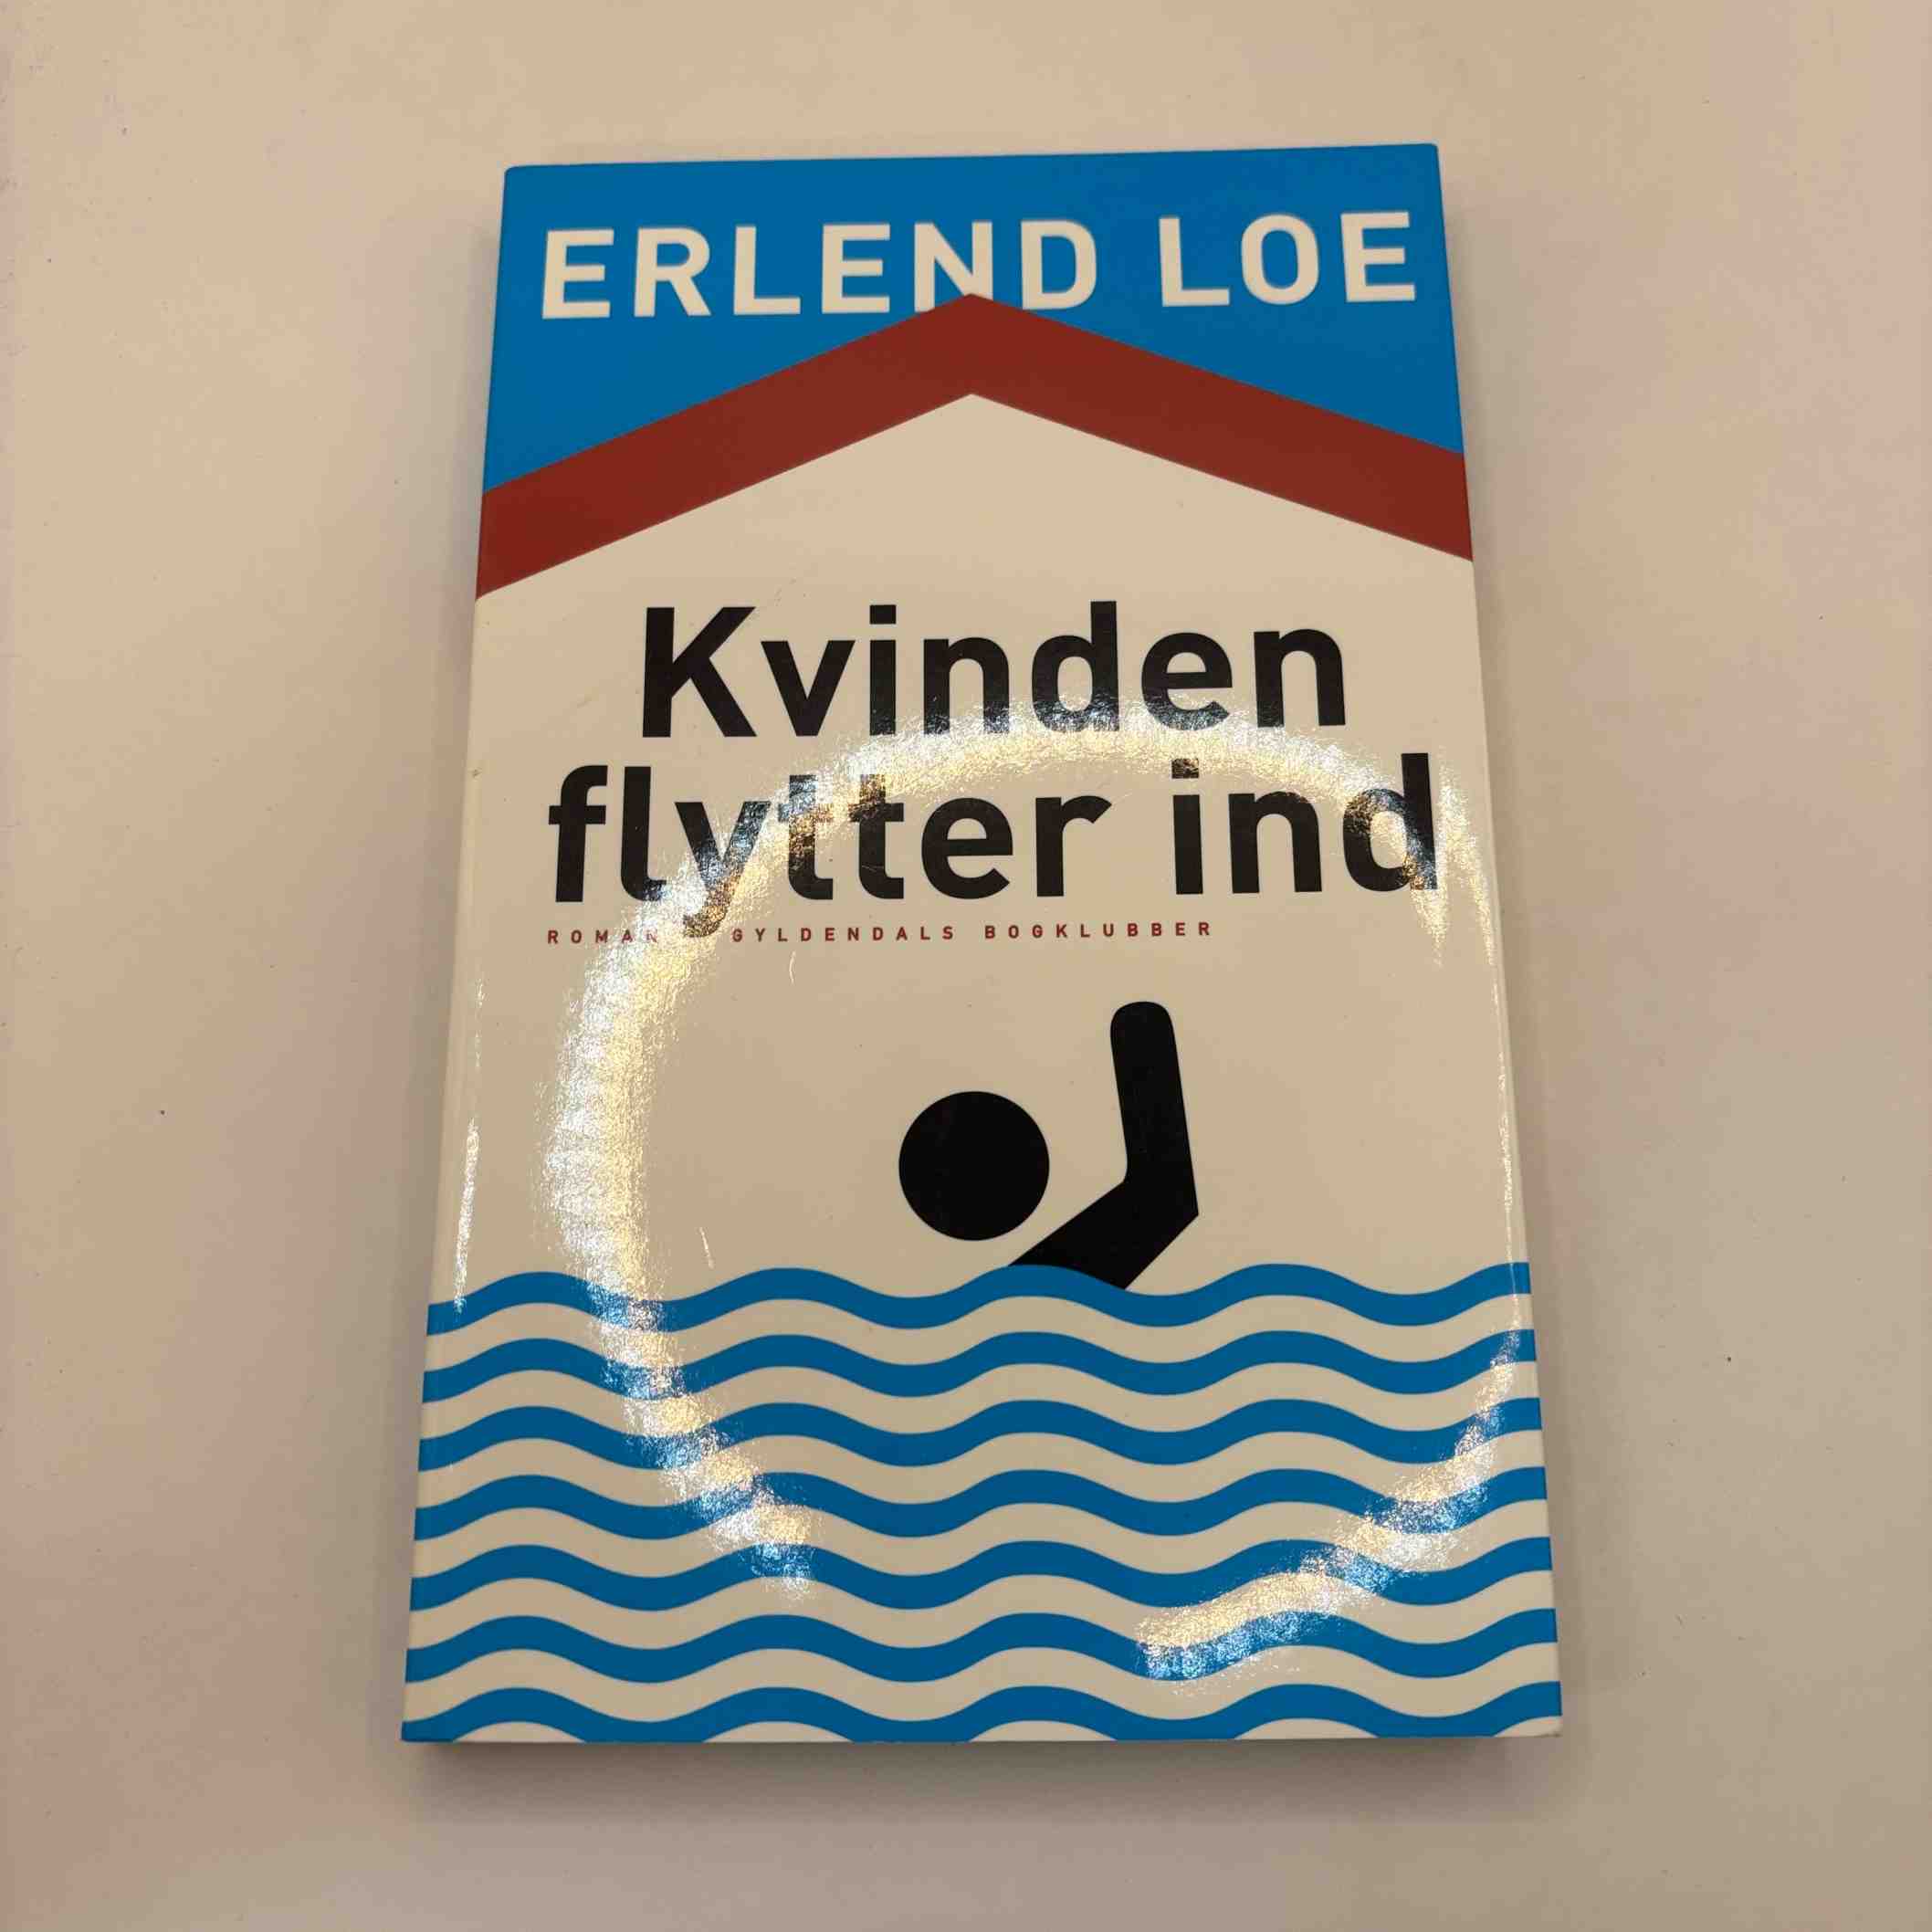 ERLEND LOE
Kvinden
flytter ind
ROMAN GYLDENDALS BOGKLUBBER